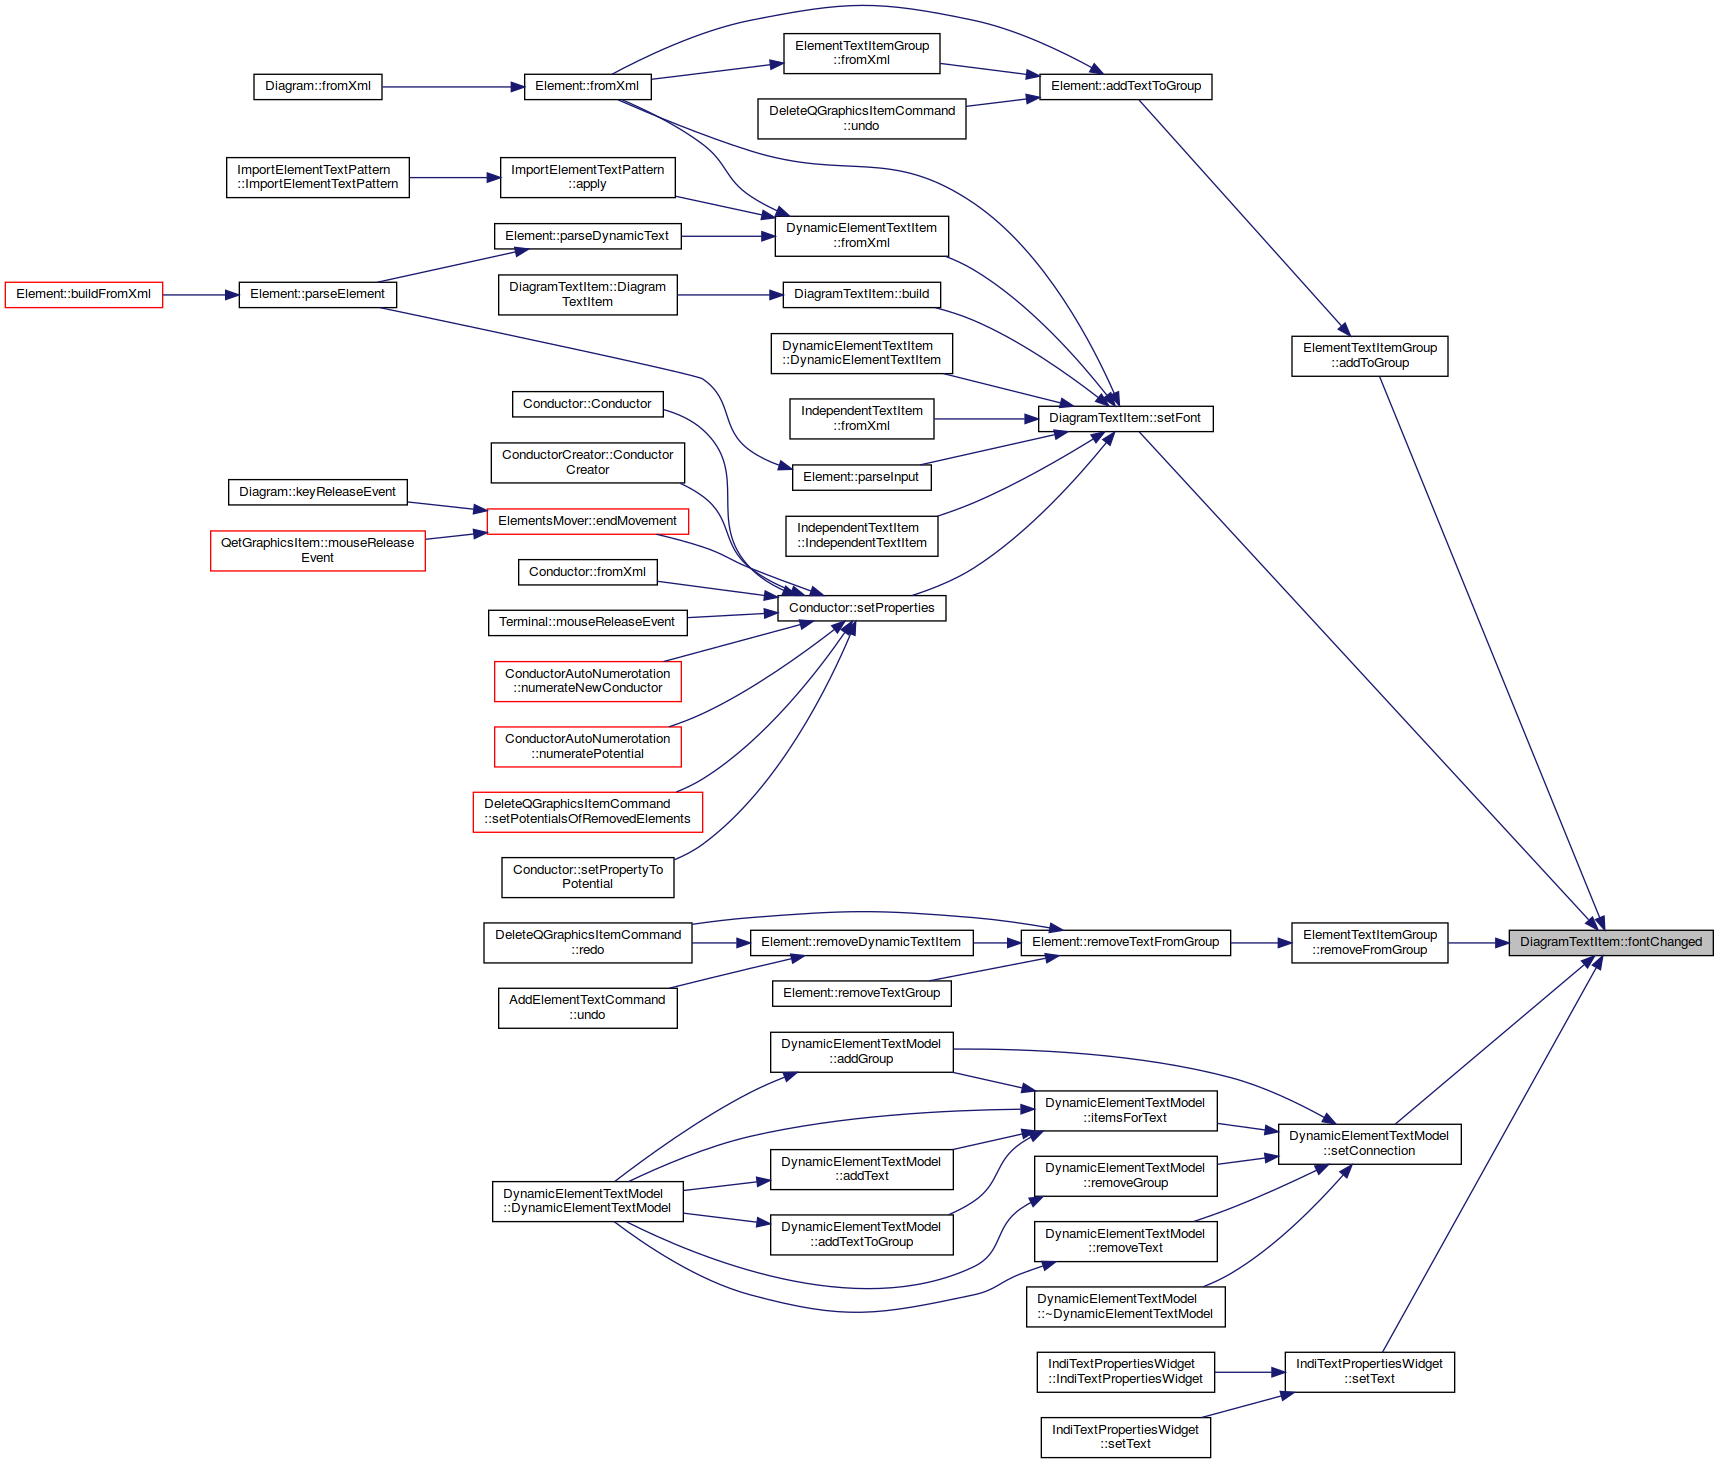 ElementTextItemGroup
::fromXml
Diagram::fromXml
Element::fromXml
Element::addTextToGroup
DeleteQGraphicsItemCommand
::undo
ImportElementTextPattern
::ImportElementTextPattern
ImportElementTextPattern
::apply
DynamicElementTextItem
::fromXml
Element::parseDynamicText
Element::buildFromXml
Element::parseElement
DiagramTextItem::Diagram
TextItem
DiagramTextItem::build
DynamicElementTextItem
::DynamicElementTextItem
ElementTextItemGroup
::addToGroup
Conductor::Conductor
IndependentTextItem
::fromXml
DiagramTextItem::setFont
ConductorCreator::Conductor
Creator
Element::parseInput
Diagram::keyReleaseEvent
ElementsMover::endMovement
IndependentTextItem
::IndependentTextItem
QetGraphicsItem::mouseRelease
Event
Conductor::fromXml
Conductor::setProperties
Terminal::mouseReleaseEvent
ConductorAutoNumerotation
::numerateNewConductor
ConductorAutoNumerotation
::numeratePotential
DeleteQGraphicsItemCommand
::setPotentialsOfRemovedElements
Conductor::setPropertyTo
Potential
DeleteQGraphicsItemCommand
::redo
Element::removeDynamicTextItem
Element::removeTextFromGroup
ElementTextItemGroup
::removeFromGroup
DiagramTextItem::fontChanged
AddElementTextCommand
::undo
Element::removeTextGroup
DynamicElementTextModel
::addGroup
DynamicElementTextModel
::itemsForText
DynamicElementTextModel
::setConnection
DynamicElementTextModel
::addText
DynamicElementTextModel
::removeGroup
DynamicElementTextModel
::DynamicElementTextModel
DynamicElementTextModel
::addTextToGroup
DynamicElementTextModel
::removeText
DynamicElementTextModel
::~DynamicElementTextModel
IndiTextPropertiesWidget
::IndiTextPropertiesWidget
IndiTextPropertiesWidget
::setText
IndiTextPropertiesWidget
::setText